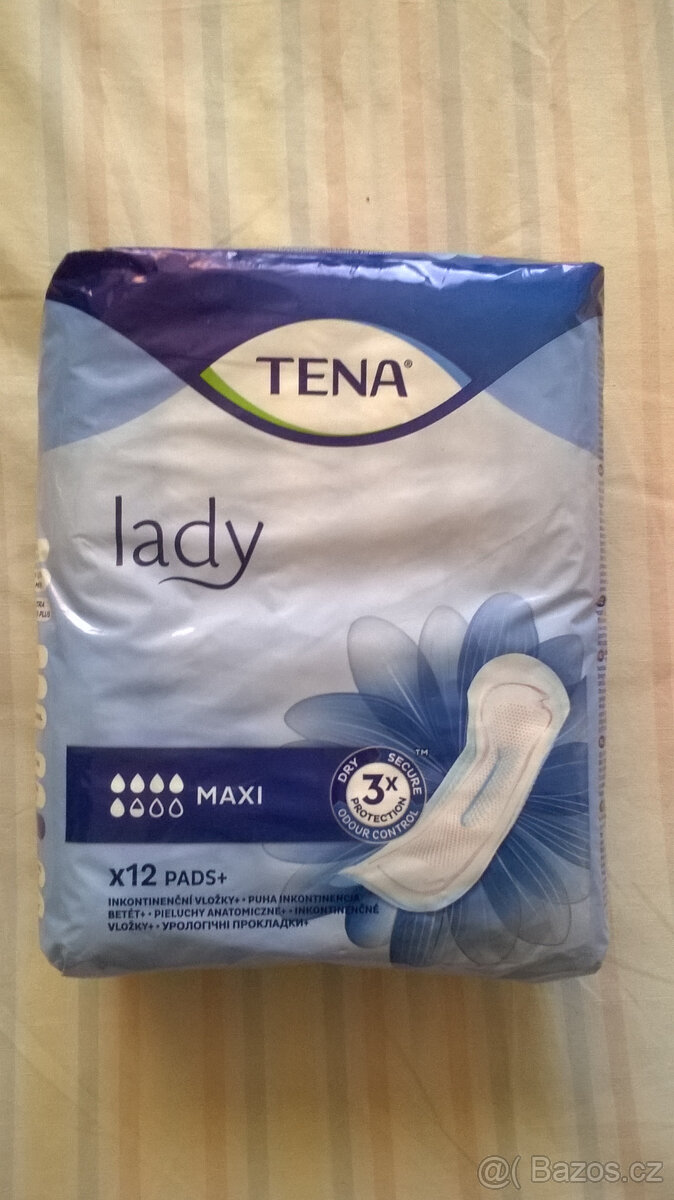 TENA®
lady
MAXI
DRY SECURE ™
3x
PROTECTION
ODOUR CONTROL
x12 PADS+
INKONTINENČNÍ VLOŽKY+ • PUHA INKONTINENCIA
BETÉT+ • PIELUCHY ANATOMICZNE+ • INKONTINENČNÉ
VLOŽKY+ • УРОЛОГІЧНІ ПРОКЛАДКИ+
@( Bazos.cz